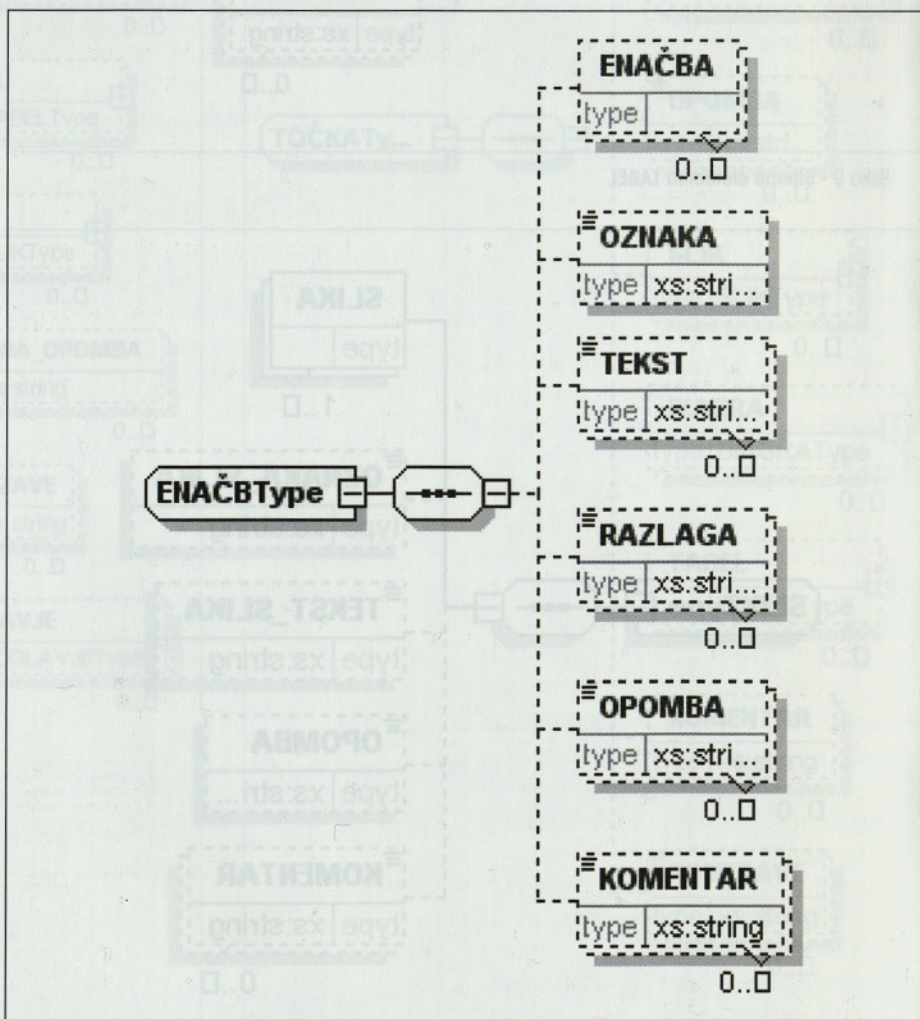 ENAČBA
type
0..□
OZNAKA
type xs:stri...
TEKST
type xs:stri...
0..□
ENAČBType
RAZLAGA
type xs:stri...
0..□
OPOMBA
type xs:stri...
0..□
KOMENTAR
type xs:string
0..□